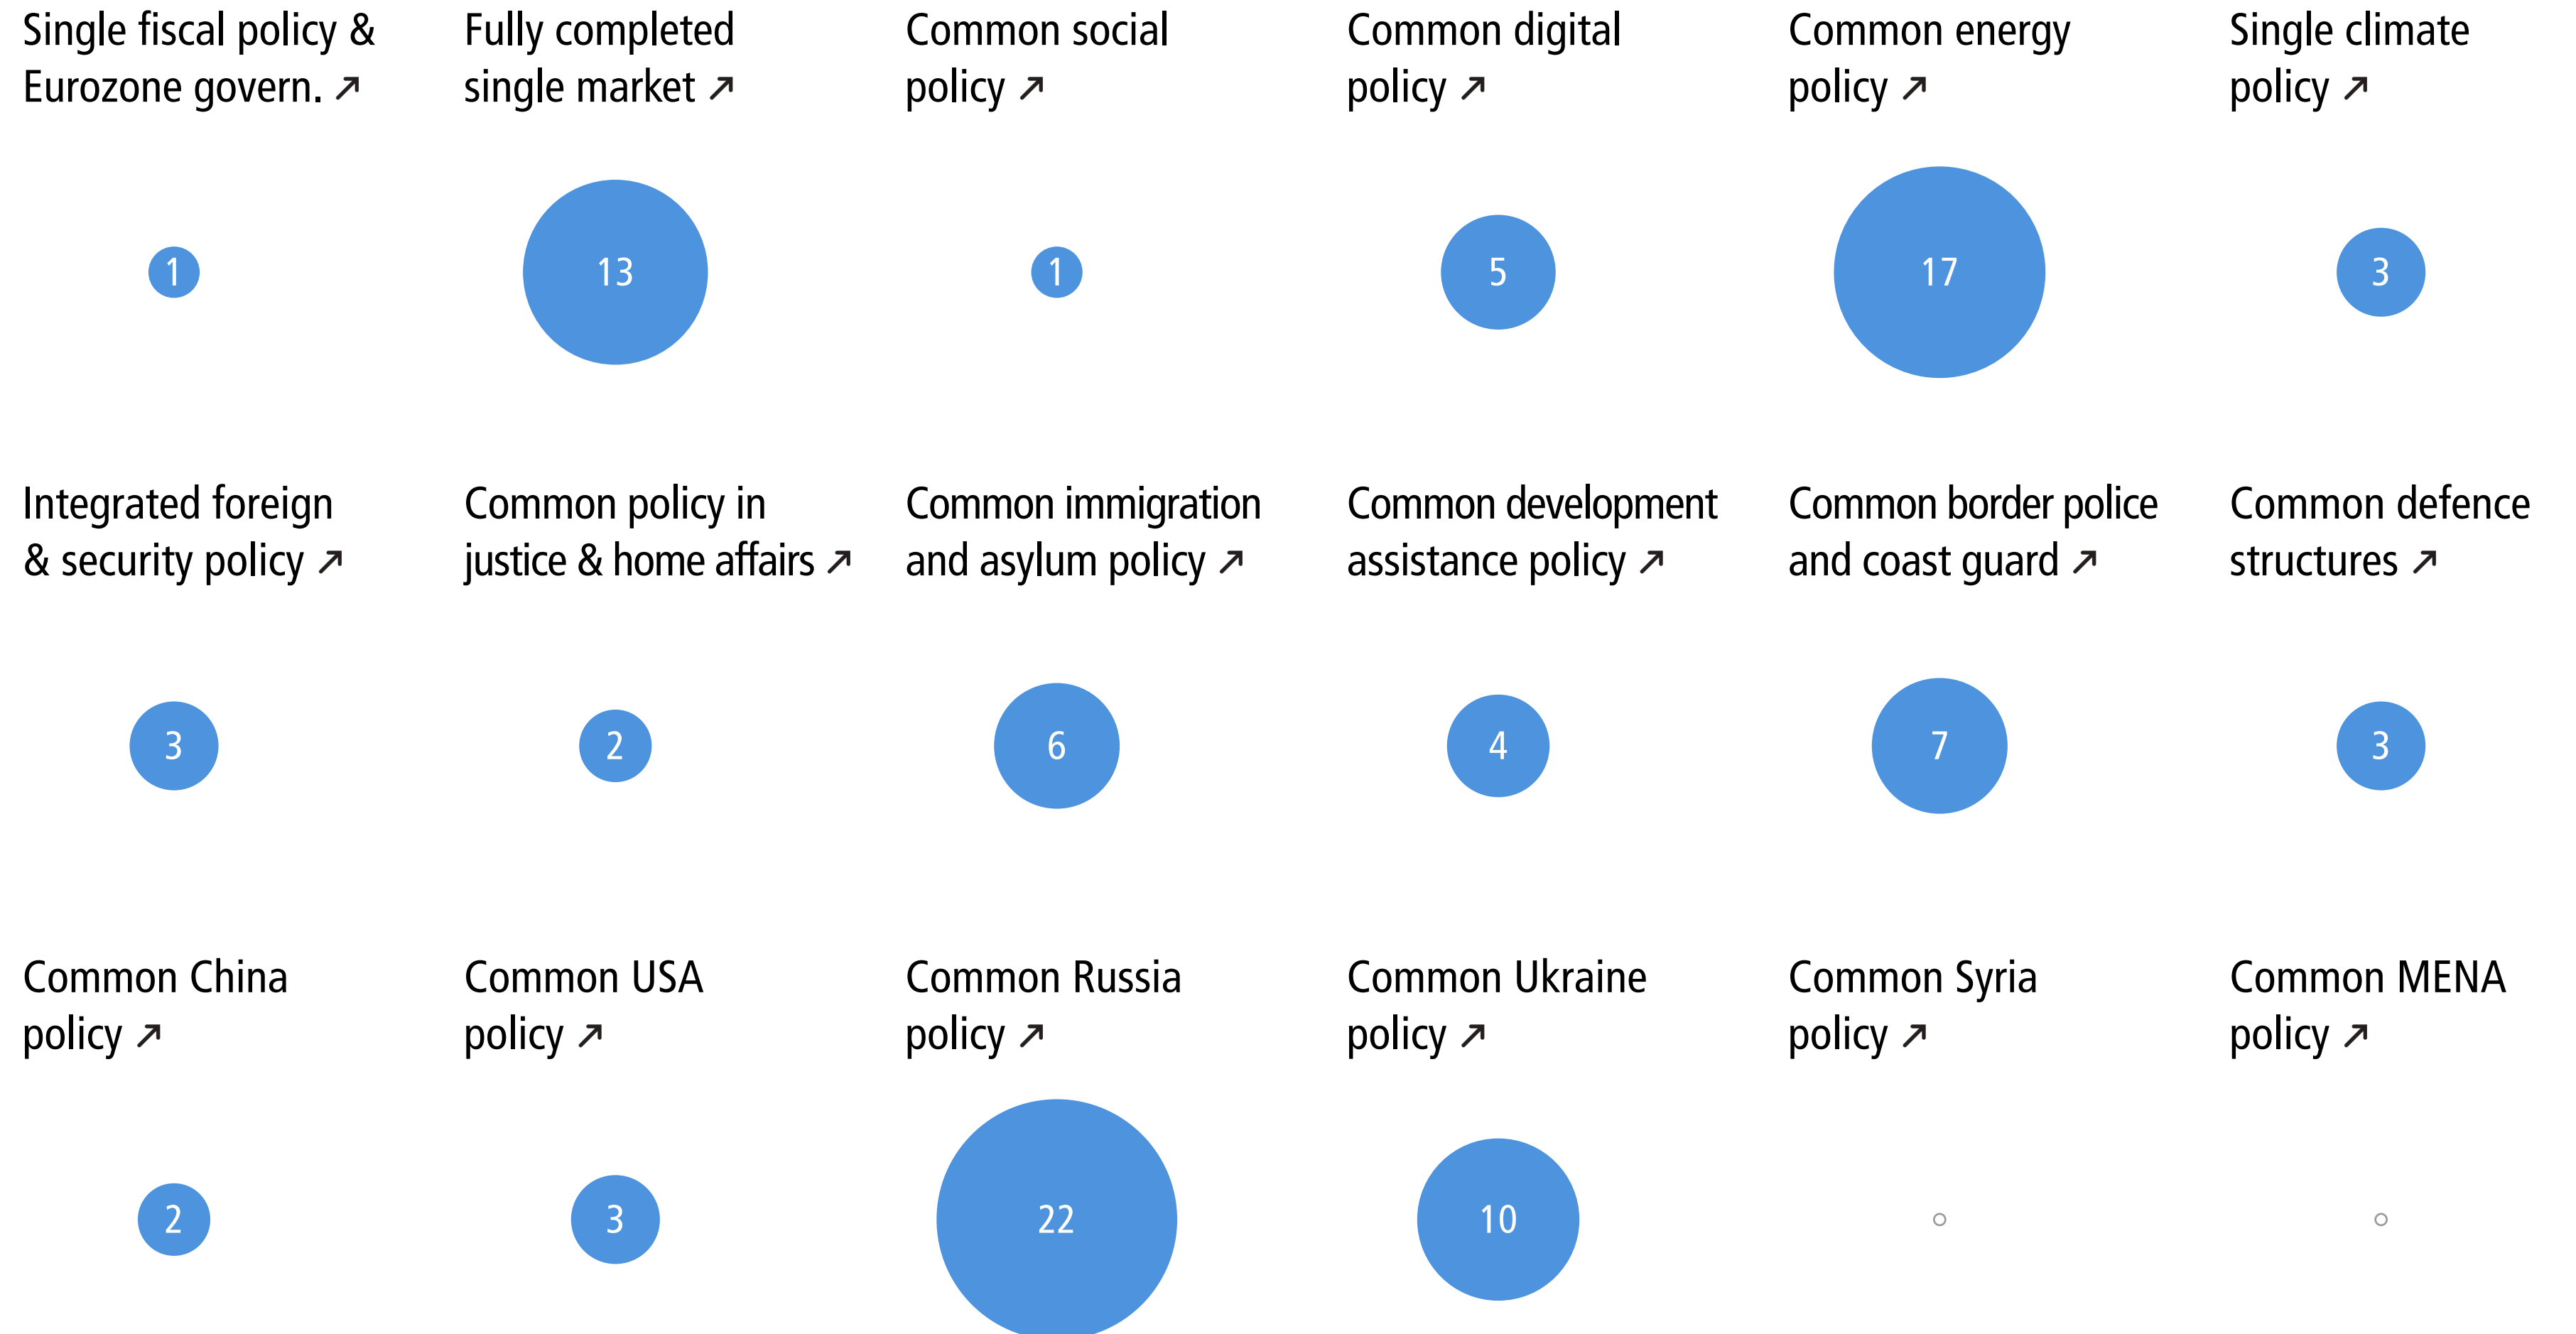 Single fiscal policy &
Eurozone govern. ↗
Fully completed
single market ↗
Common social
policy ↗
Common digital
policy ↗
Common energy
policy ↗
Single climate
policy ↗
1
13
1
5
17
3
Integrated foreign
& security policy ↗
Common policy in
justice & home affairs ↗
Common immigration
and asylum policy ↗
Common development
assistance policy ↗
Common border police
and coast guard ↗
Common defence
structures ↗
3
2
6
4
7
3
Common China
policy ↗
Common USA
policy ↗
Common Russia
policy ↗
Common Ukraine
policy ↗
Common Syria
policy ↗
Common MENA
policy ↗
2
3
22
10